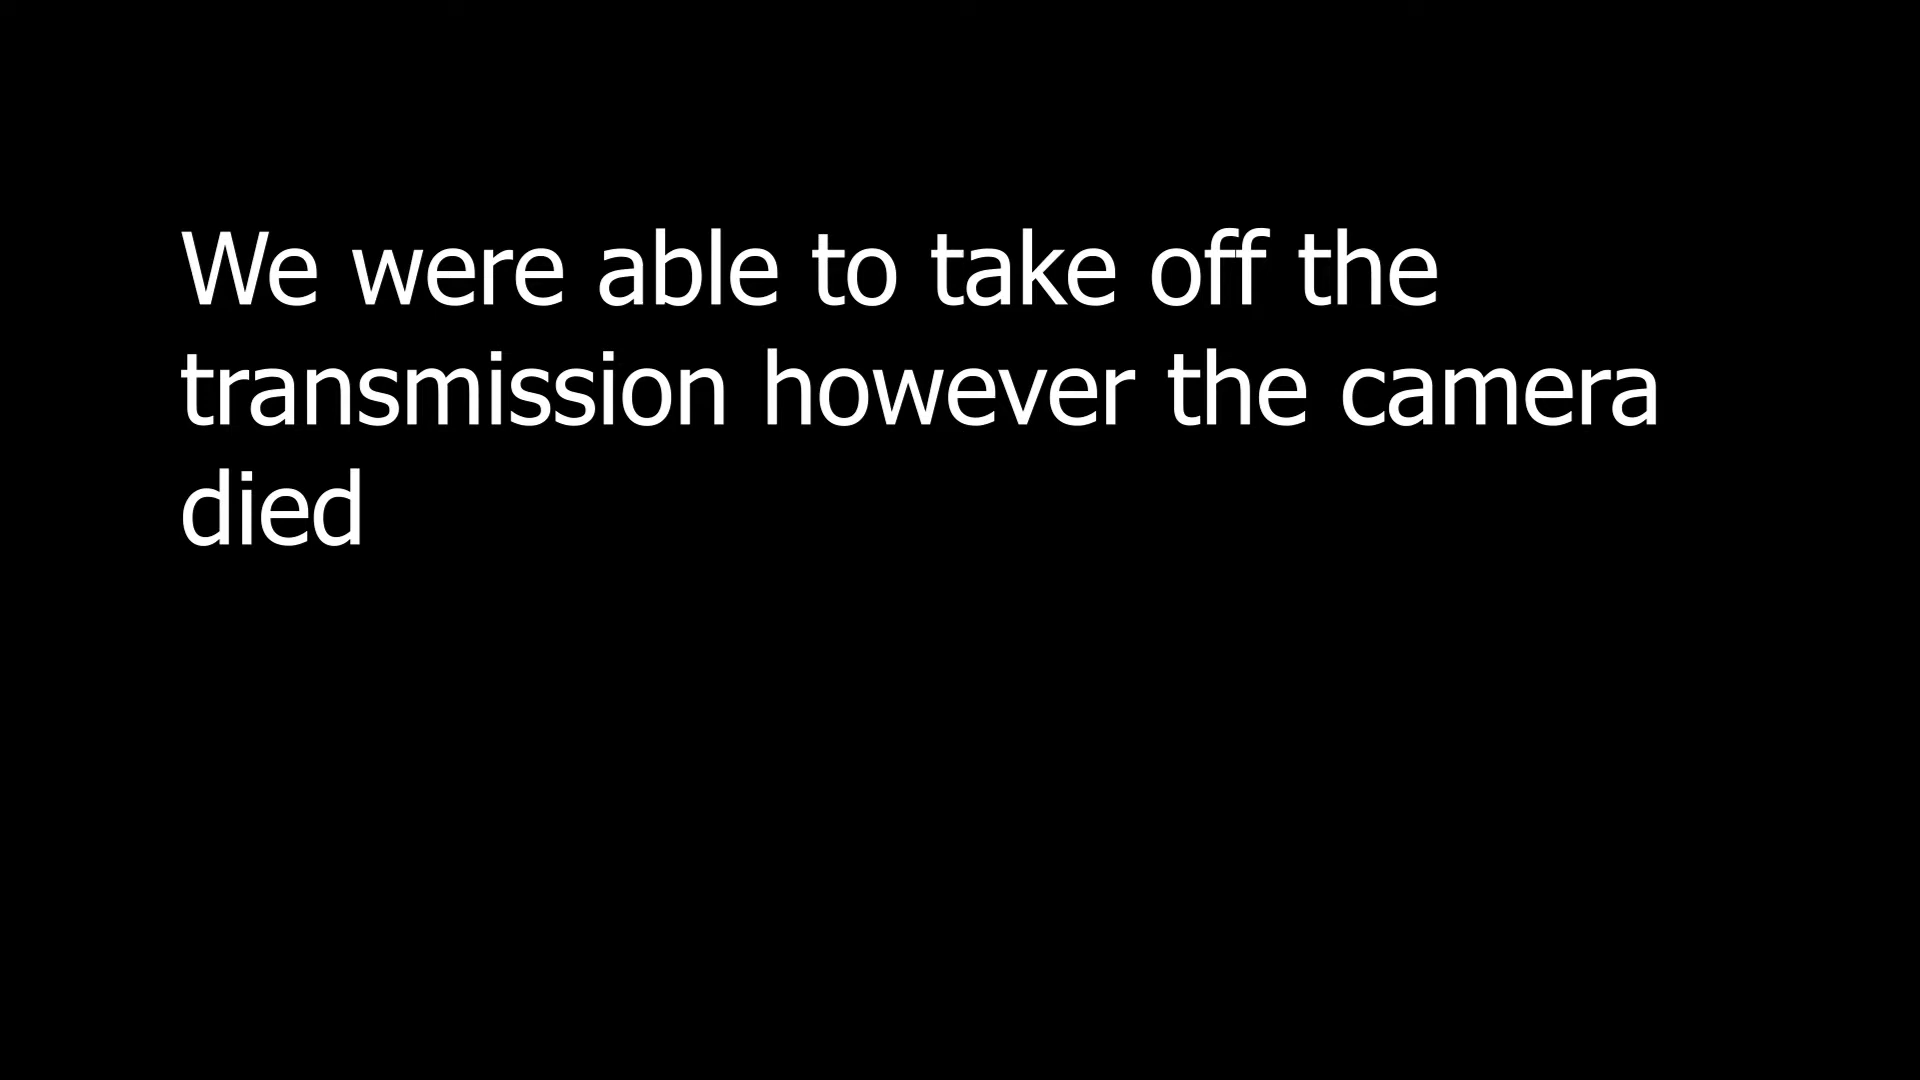 We were able to take off the
transmission however the camera
died